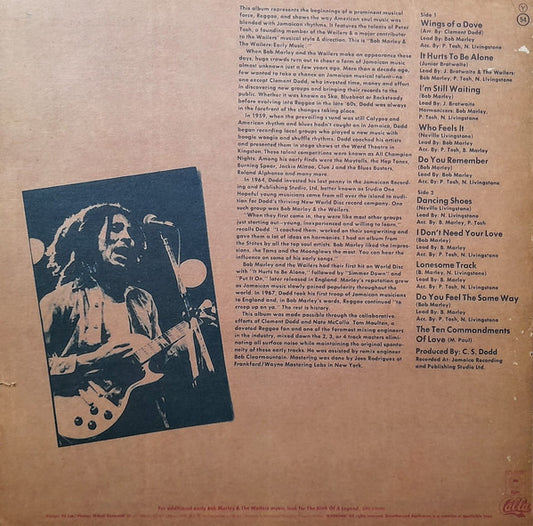 This album represents the beginnings of a prominent musical
force, Reggae, and shows the way American soul music was
blended with Jamaican rhythms. It features the talents of Peter
Tosh, a founding member of the Wailers & a major contributor
to the Wailers' musical style & direction. This is "Bob Marley &
The Wailers: Early Music."
When Bob Marley and the Wailers make an appearance these
days, huge crowds turn out to cheer a form of Jamaican music
almost unknown just a few years ago. More than a decade ago,
few wanted to take a chance on Jamaican musical talent—no
one except Clement Dodd, who invested time, money and effort
in discovering new groups and bringing their records to the
public. Whether it was known as Ska, Bluebeat or Rocksteady
before evolving into Reggae in the late '60s, Dodd was always
in the forefront of the changes taking place.
In 1959, when the prevailing sound was still Calypso and
American rhythm and blues hadn't caught on in Jamaica, Dodd
began recording local groups who played a new music with
boogie woogie and shuffle rhythms. Dodd coached his artists
and presented them in stage shows at the Ward Theatre in
Kingston. These talent competitions were known as All Champion
Nights. Among his early finds were the Maytalls, the Hep Tones,
Burning Spear, Jackie Mittoo, Clue J and the Blues Busters,
Roland Alphonso and many more.
In 1964, Dodd invested his last penny in the Jamaican Record-
ing and Publishing Studio, Ltd. better known as Studio One.
Hopeful young musicians came from all over the island to audi-
tion for Dodd's thriving New World Disc record company. One
such group was Bob Marley & the Wailers.
"When they first came in, they were like most other groups
just starting out—young, inexperienced and willing to learn,"
recalls Dodd. "I coached them, worked on their songwriting and
gave them a lot of ideas on harmonies. I had an album from
the States by all the top soul artists. Bob Marley liked the Impres-
sions, the Tams and the Moonglows the most. You can hear the
influence on some of his early songs."
Bob Marley and the Wailers had their first hit on World Disc
with "It Hurts To Be Alone," followed by "Simmer Down" and
"Put It On," later released in England. Marley's reputation grew
as Jamaican music slowly gained popularity throughout the
world. In 1967, Dodd took his first troop of Jamaican musicians
to England and, in Bob Marley's words, Reggae continued "to
creep up on ya." The rest is history.
This album was made possible through the collaborative
efforts of Clement Dodd and Nate McCalla. Tom Moulton, a
devoted Reggae fan and one of the foremost mixing engineers
in the industry, mixed down the 2, 3, or 4 track masters elimi-
nating all surface noise while maintaining the original sponta-
neity of these early tracks. He was assisted by remix engineer
Bob Clearmountain. Mastering was done by Jose Rodriguez of
Frankford/Wayne Mastering Labs in New York.
Side 1
Wings of a Dove
(Arr. By Clement Dodd)
Lead By: Bob Marley
Acc. By: P. Tosh, N. Livingstone
It Hurts To Be Alone
(Junior Bratwaite)
Lead By: J. Bratwaite & The Wailers:
Bob Marley, P. Tosh, N. Livingstone
I'm Still Waiting
(Bob Marley)
Lead By: J. Bratwaite
Harmonizers: Bob Marley,
P. Tosh, N. Livingstone
Who Feels It
(Neville Livingstone)
Lead By: Bob Marley
Acc. By: P. Tosh, B. Marley
Do You Remember
(Bob Marley)
Lead By: Bob Marley
Acc. By: P. Tosh, N. Livingstone
Side 2
Dancing Shoes
(Neville Livingstone)
Lead By: N. Livingstone
Acc. By: B. Marley, P. Tosh
I Don't Need Your Love
(Bob Marley)
Lead By: B. Marley
Acc. By: P. Tosh, N. Livingstone
Lonesome Track
(B. Marley, N. Livingstone)
Lead By: B. Marley
Acc. By: P. Tosh, N. Livingstone
Do You Feel The Same Way
(Bob Marley)
Lead By: B. Marley
Acc. By: P. Tosh, N. Livingstone
The Ten Commandments
Of Love (M. Paul)
Produced By: C. S. Dodd
Recorded At: Jamaica Recording
and Publishing Studio Ltd.
Y
54
For additional early Bob Marley & The Wailers music, look for The Birth Of A Legend
Calla